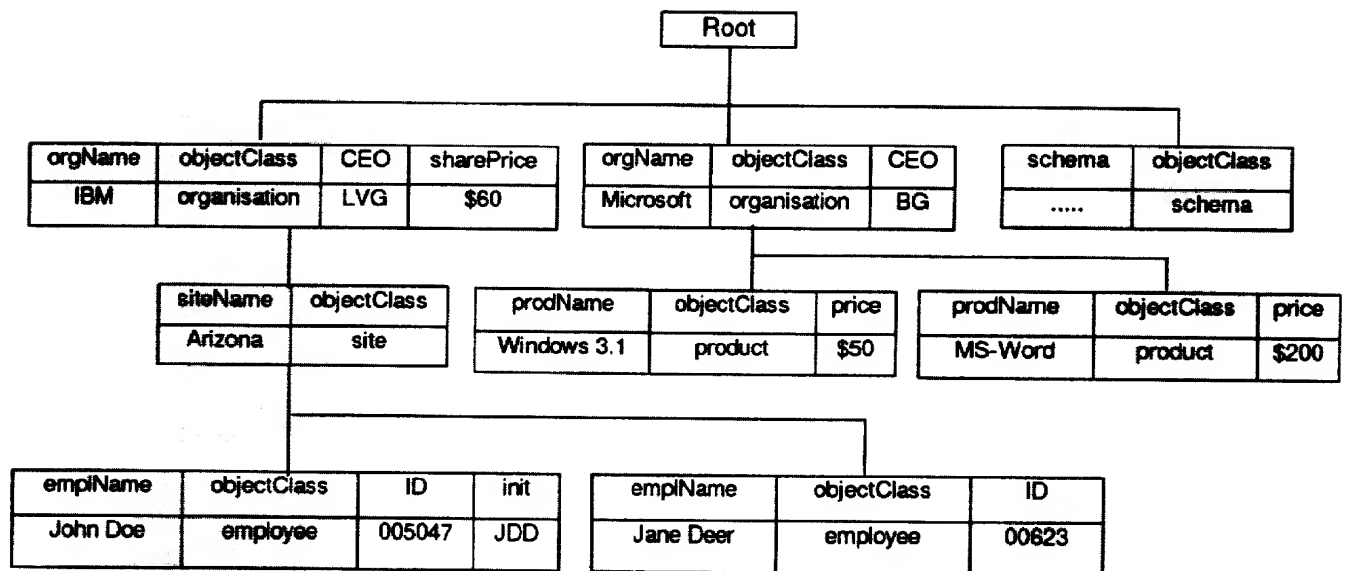 Root
orgName objectClass CEO sharePrice
IBM organisation LVG $60
orgName objectClass CEO
Microsoft organisation BG
schema objectClass
..... schema
siteName objectClass
Arizona site
prodName objectClass price
Windows 3.1 product $50
prodName objectClass price
MS-Word product $200
emplName objectClass ID init
John Doe employee 005047 JDD
emplName objectClass ID
Jane Deer employee 00623